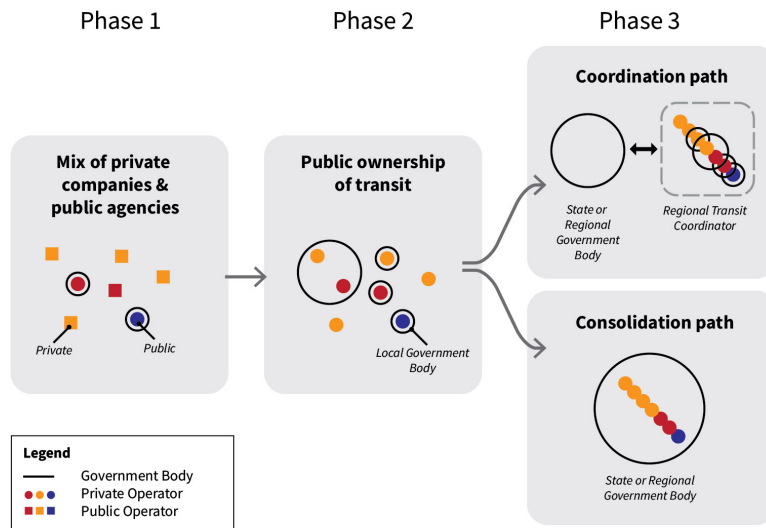 Phase 1
Phase 2
Phase 3
Mix of private
companies &
public agencies
Private
Public
Public ownership
of transit
Local Government
Body
Coordination path
State or
Regional
Government
Body
Regional Transit
Coordinator
Consolidation path
State or Regional
Government Body
Legend
Government Body
Private Operator
Public Operator